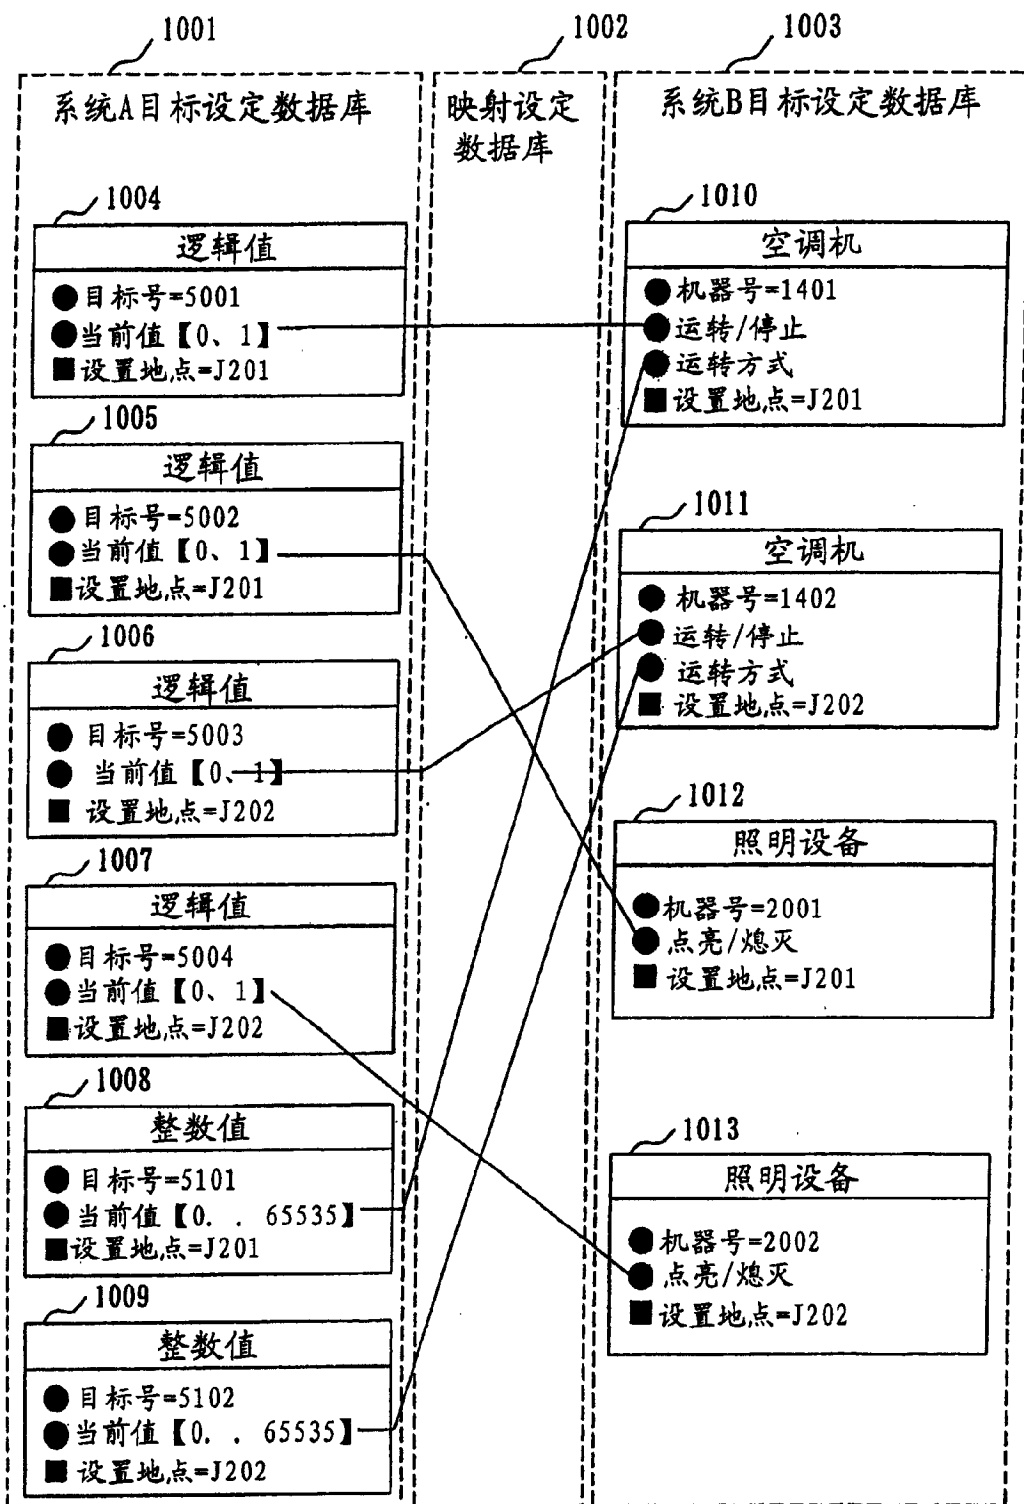 1001
1002
1003
系统A目标设定数据库
映射设定
数据库
系统B目标设定数据库
1004
逻辑值
●目标号=5001
●当前值【0、1】
■设置地点=J201
1005
逻辑值
●目标号=5002
●当前值【0、1】
■设置地点=J201
1006
逻辑值
●目标号=5003
●当前值【0、1】
■设置地点=J202
1007
逻辑值
●目标号=5004
●当前值【0、1】
■设置地点=J202
1008
整数值
●目标号=5101
●当前值【0. . 65535】
■设置地点=J201
1009
整数值
●目标号=5102
●当前值【0. . 65535】
■设置地点=J202
1010
空调机
●机器号=1401
●运转/停止
●运转方式
■设置地点=J201
1011
空调机
●机器号=1402
●运转/停止
●运转方式
■设置地点=J202
1012
照明设备
●机器号=2001
●点亮/熄灭
■设置地点=J201
1013
照明设备
●机器号=2002
●点亮/熄灭
■设置地点=J202